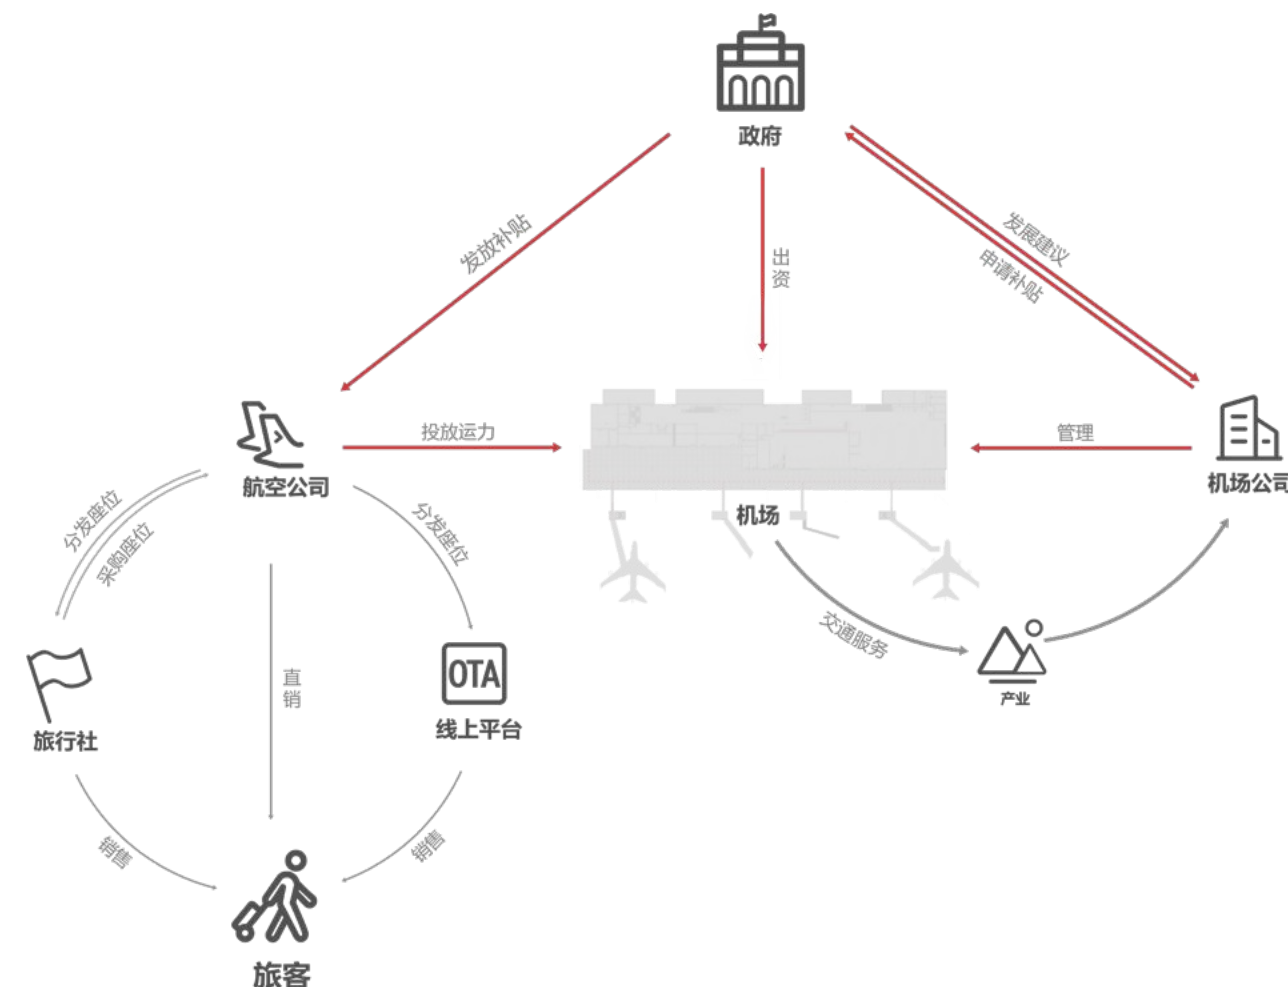 政府
发放补贴
出
资
发展建议
申请补贴
航空公司
投放运力
管理
机场公司
机场
分发座位
采购座位
分发座位
交通服务
产业
直
销
OTA
线上平台
旅行社
销售
销售
旅客